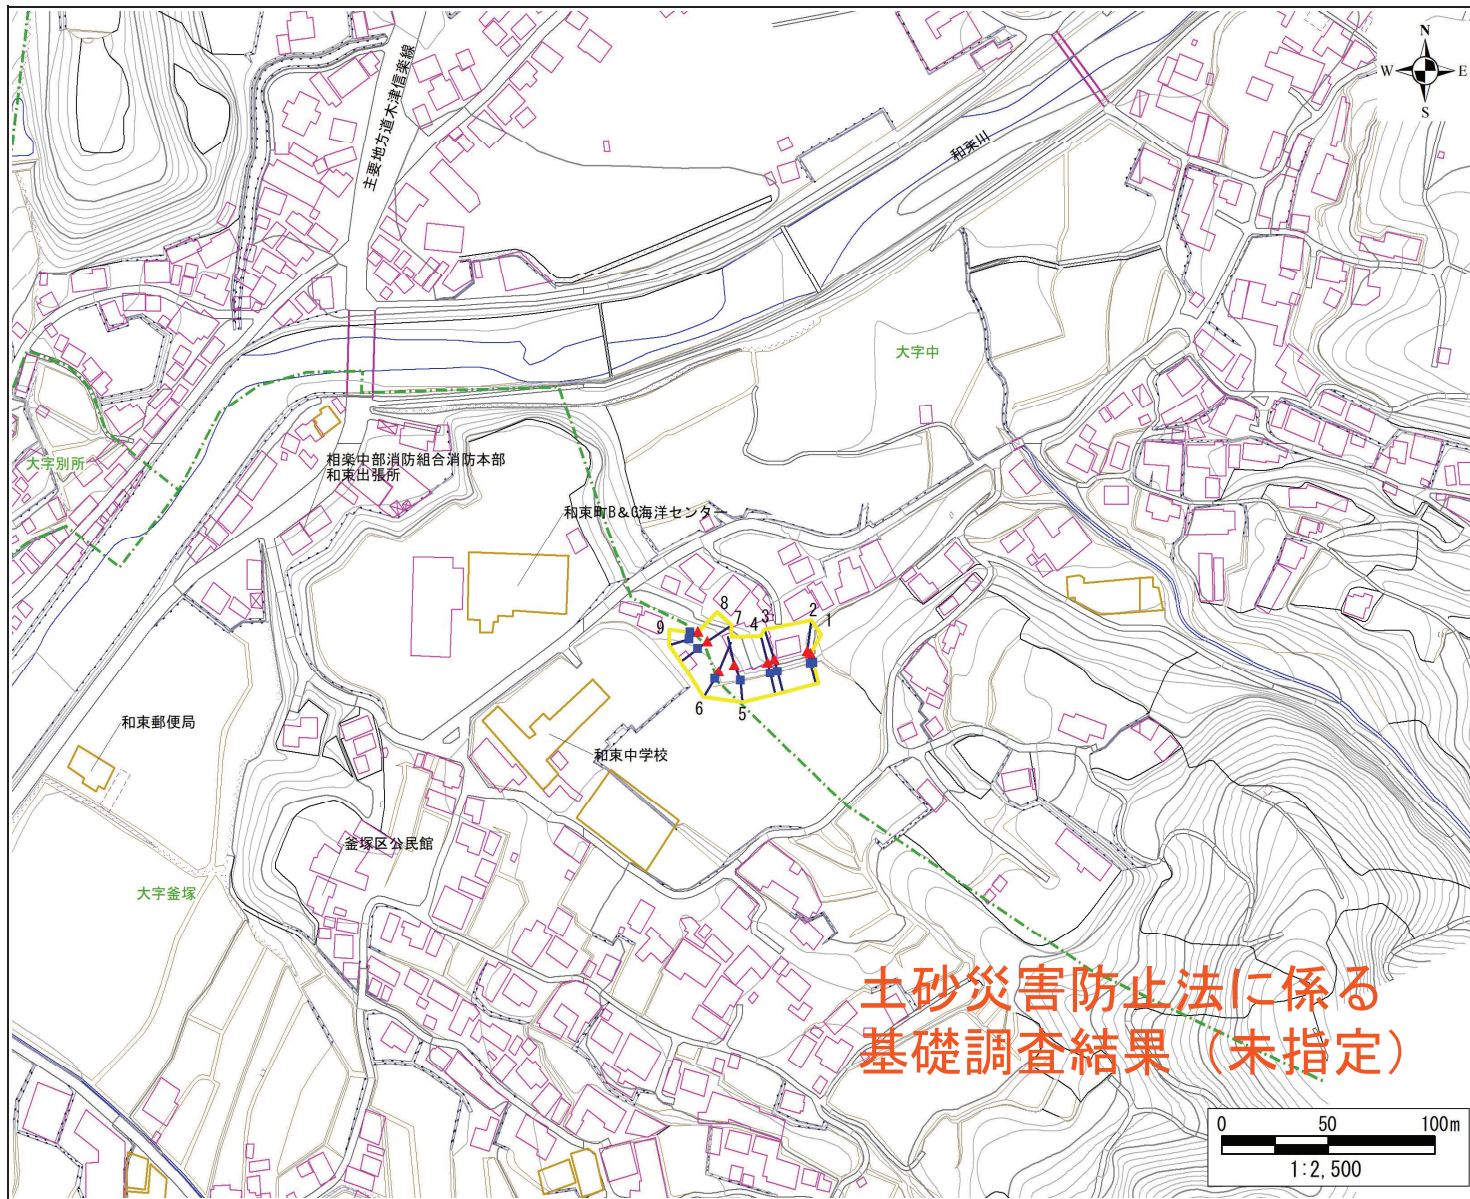 N
W E
S
主要地方道木津信楽線
和束川
大字中
大字別所
相楽中部消防組合消防本部
和束出張所
和束町B&G海洋センター
8
7
9
4
3
2
1
6
5
和束郵便局
和束中学校
釜塚区公民館
大字釜塚
土砂災害防止法に係る
基礎調査結果（未指定）
0 50 100m
1:2,500